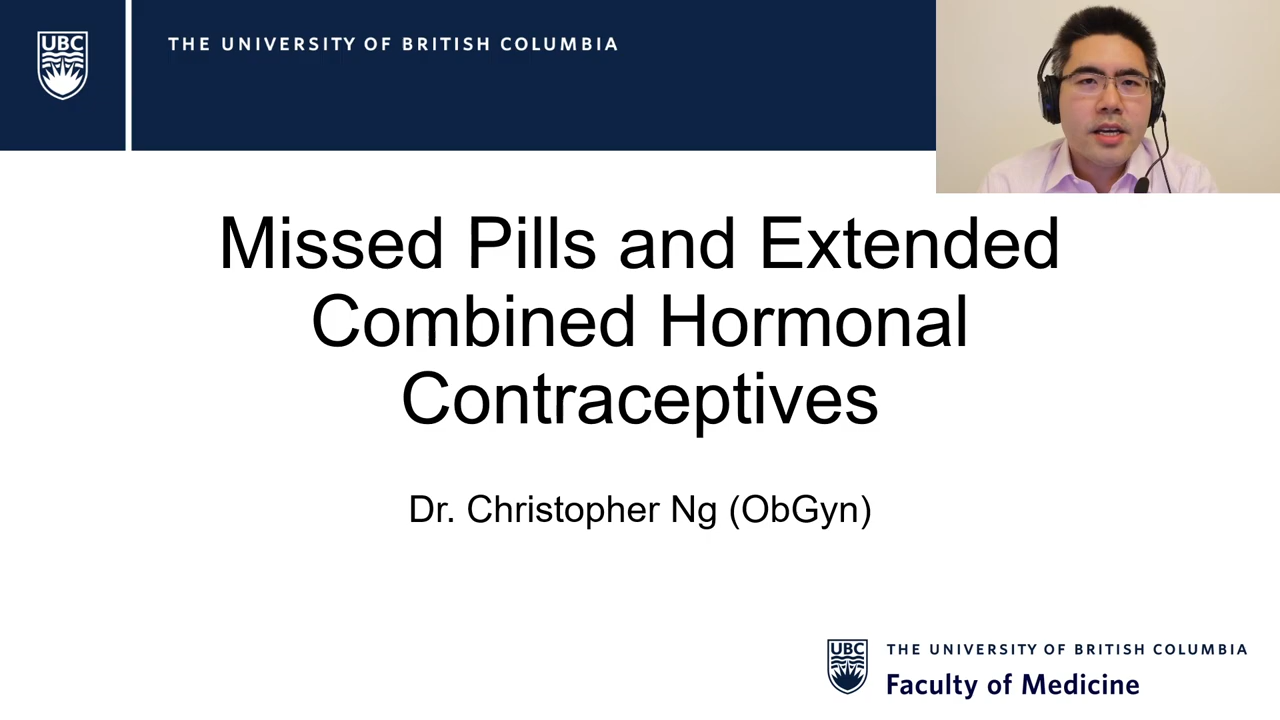 UBC
THE UNIVERSITY OF BRITISH COLUMBIA
Missed Pills and Extended
Combined Hormonal
Contraceptives
Dr. Christopher Ng (ObGyn)
UBC
THE UNIVERSITY OF BRITISH COLUMBIA
Faculty of Medicine